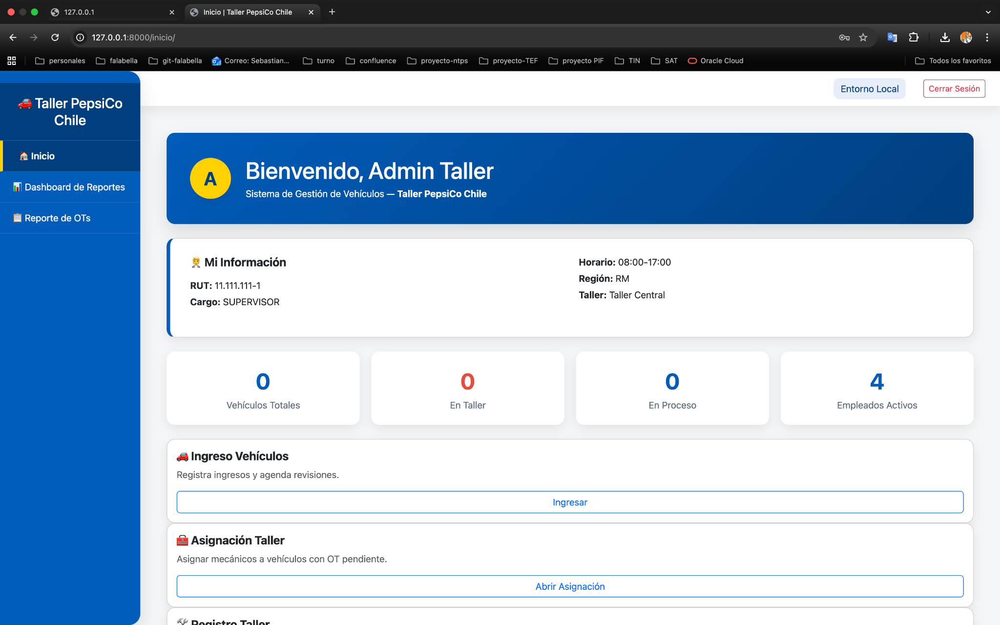 127.0.0.1
Inicio | Taller PepsiCo Chile
127.0.0.1:8000/inicio/
personales
falabella
git-falabella
Correo: Sebastian...
turno
confluence
proyecto-ntps
proyecto-TEF
proyecto PIF
TIN
SAT
Oracle Cloud
Todos los favoritos
Taller PepsiCo
Chile
Inicio
Dashboard de Reportes
Reporte de OTs
Entorno Local
Cerrar Sesión
A
Bienvenido, Admin Taller
Sistema de Gestión de Vehículos — Taller PepsiCo Chile
Mi Información
RUT: 11.111.111-1
Cargo: SUPERVISOR
Horario: 08:00-17:00
Región: RM
Taller: Taller Central
0
Vehículos Totales
0
En Taller
0
En Proceso
4
Empleados Activos
Ingreso Vehículos
Registra ingresos y agenda revisiones.
Ingresar
Asignación Taller
Asignar mecánicos a vehículos con OT pendiente.
Abrir Asignación
Registro Taller